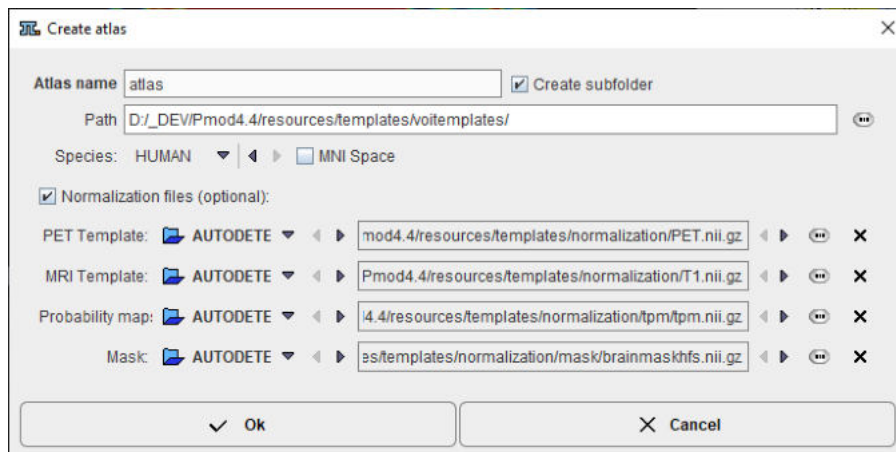 Create atlas
Atlas name atlas Create subfolder
Path D:/_DEV/Pmod4.4/resources/templates/voitemplates/
Species: HUMAN MNI Space
Normalization files (optional):
PET Template: AUTODETE mod4.4/resources/templates/normalization/PET.nii.gz
MRI Template: AUTODETE Pmod4.4/resources/templates/normalization/T1.nii.gz
Probability map: AUTODETE 4.4/resources/templates/normalization/tpm/tpm.nii.gz
Mask: AUTODETE es/templates/normalization/mask/brainmaskhfs.nii.gz
Ok Cancel